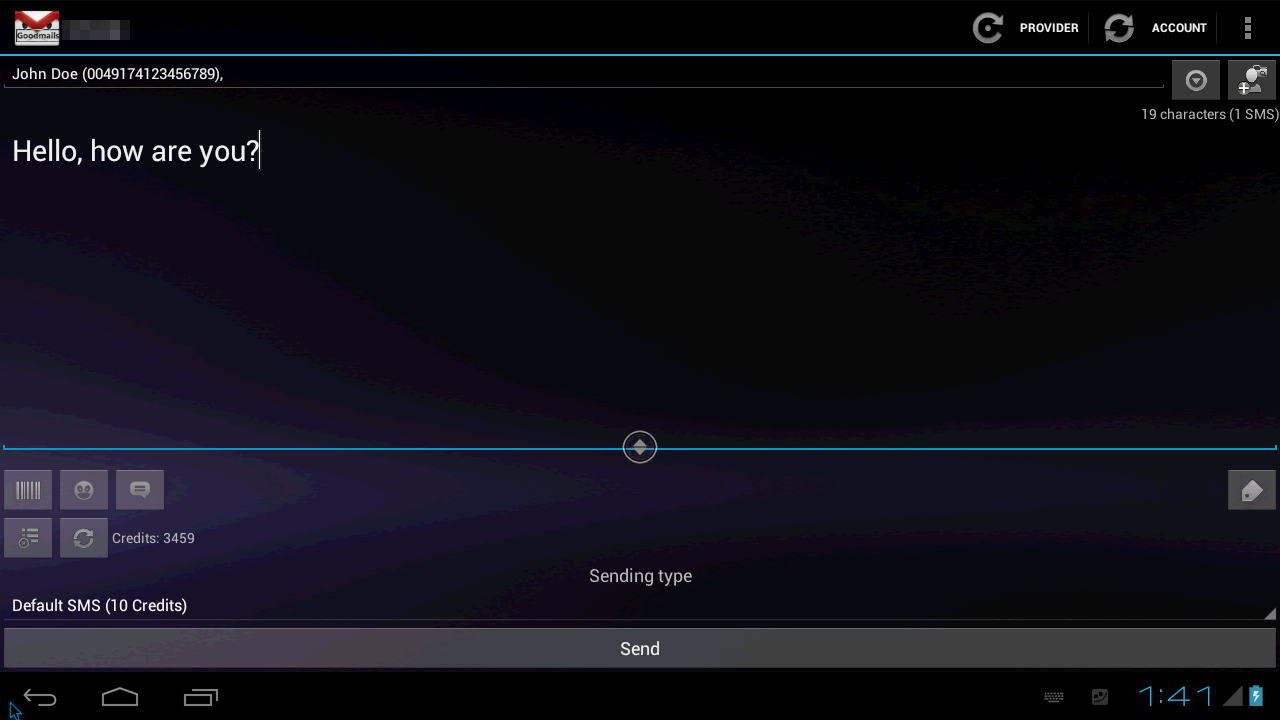 Goodmails
PROVIDER
ACCOUNT
John Doe (0049174123456789),
19 characters (1 SMS)
Hello, how are you?
Credits: 3459
Sending type
Default SMS (10 Credits)
Send
1:41